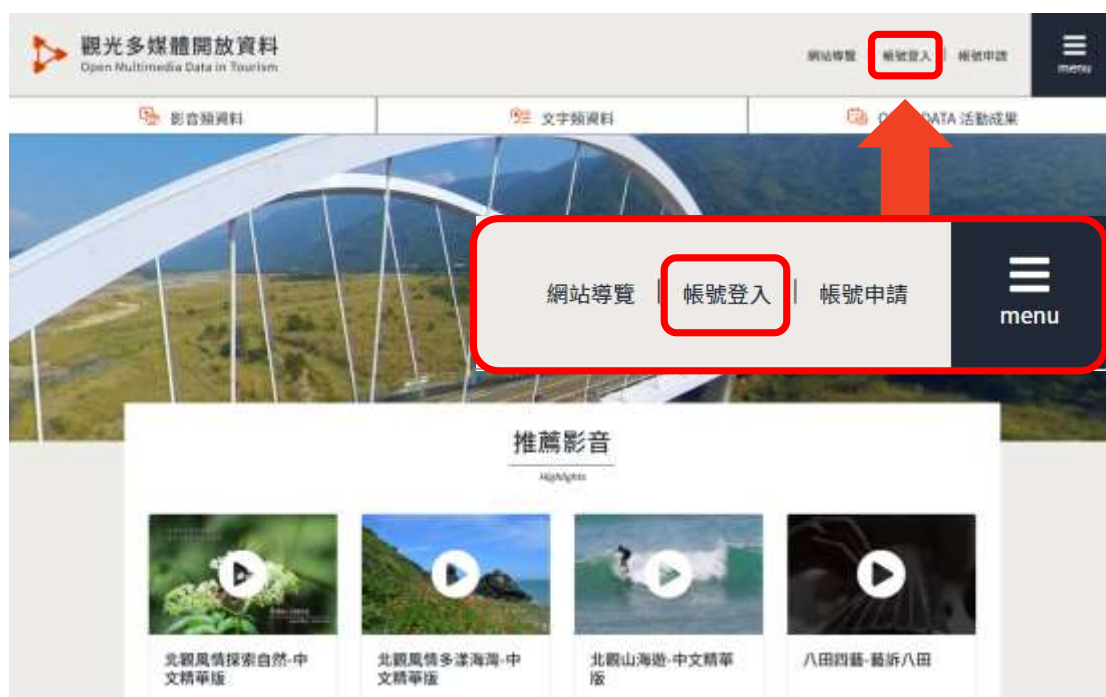 觀光多媒體開放資料
Open Multimedia Data in Tourism
網站導覽 帳號登入 | 帳號申請
menu
影音類資料
文字類資料
DATA 活動成果
網站導覽 | 帳號登入 | 帳號申請
menu
推薦影音
Highlights
北觀風情探索自然-中
文精華版
北觀風情多漾海灣-中
文精華版
北觀山海遊-中文精華
版
八田四藝-藝訴八田